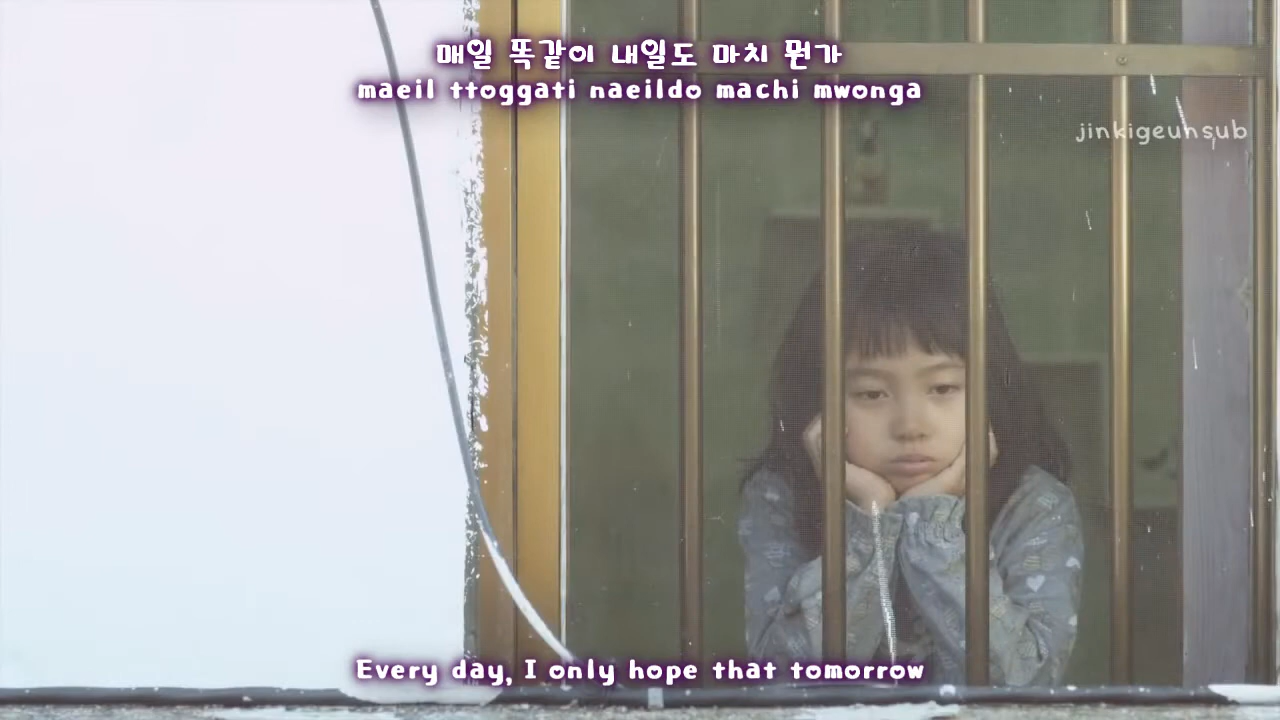 매일 똑같이 내일도 마치 뭔가
maeil ttoggati naeildo machi mwonga
jinkigeuhsub
Every day, I only hope that tomorrow